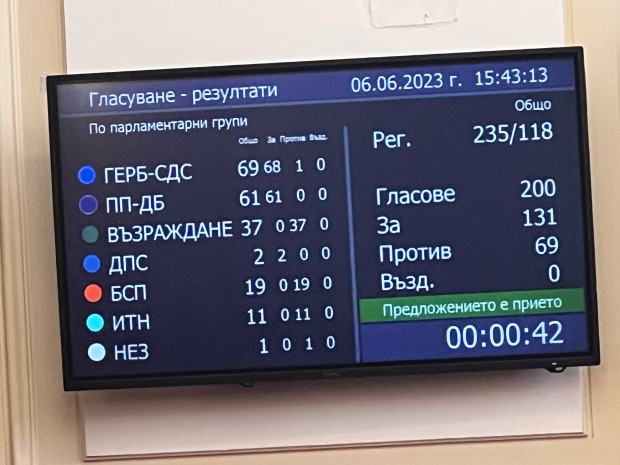 Гласуване - резултати 06.06.2023 г. 15:43:13
По парламентарни групи
Общо За Против Възд.
ГЕРБ-СДС 69 68 1 0
ПП-ДБ 61 61 0 0
ВЪЗРАЖДАНЕ 37 0 37 0
ДПС 2 2 0 0
БСП 19 0 19 0
ИТН 11 0 11 0
НЕЗ 1 0 1 0
Общо
Рег. 235/118
Гласове 200
За 131
Против 69
Възд. 0
Предложението е прието
00:00:42